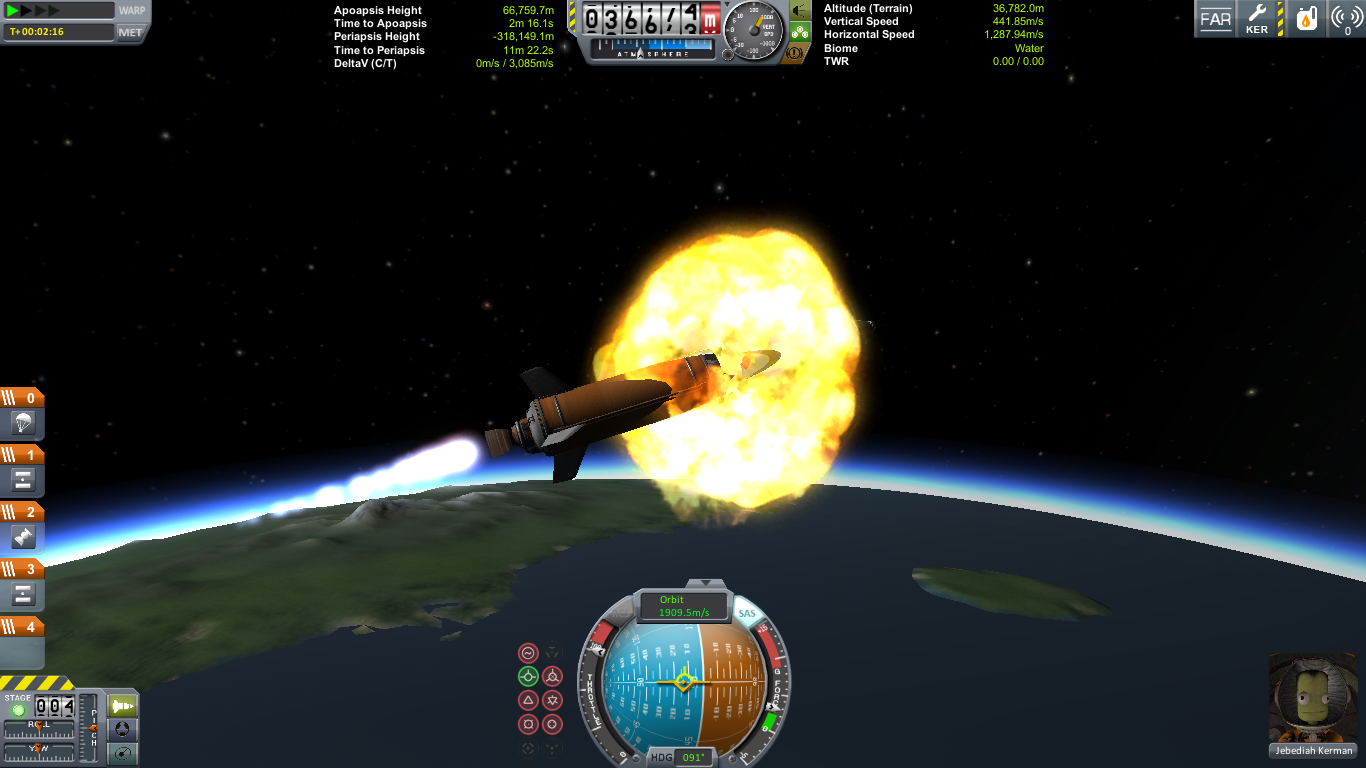 WARP
T+ 00:02:16 MET
Apoapsis Height 66,759.7m
Time to Apoapsis 2m 16.1s
Periapsis Height -318,149.1m
Time to Periapsis 11m 22.2s
DeltaV (C/T) 0m/s / 3,085m/s
m
ATMOSPHERE
Altitude (Terrain) 36,782.0m
Vertical Speed 441.85m/s
Horizontal Speed 1,287.94m/s
Biome Water
TWR 0.00 / 0.00
FAR
KER
0
0
1
2
3
4
STAGE
004
ROLL
YAW
PITCH
Orbit
1909.5m/s
SAS
THROTTLE
G FORCE
HDG 091°
Jebediah Kerman